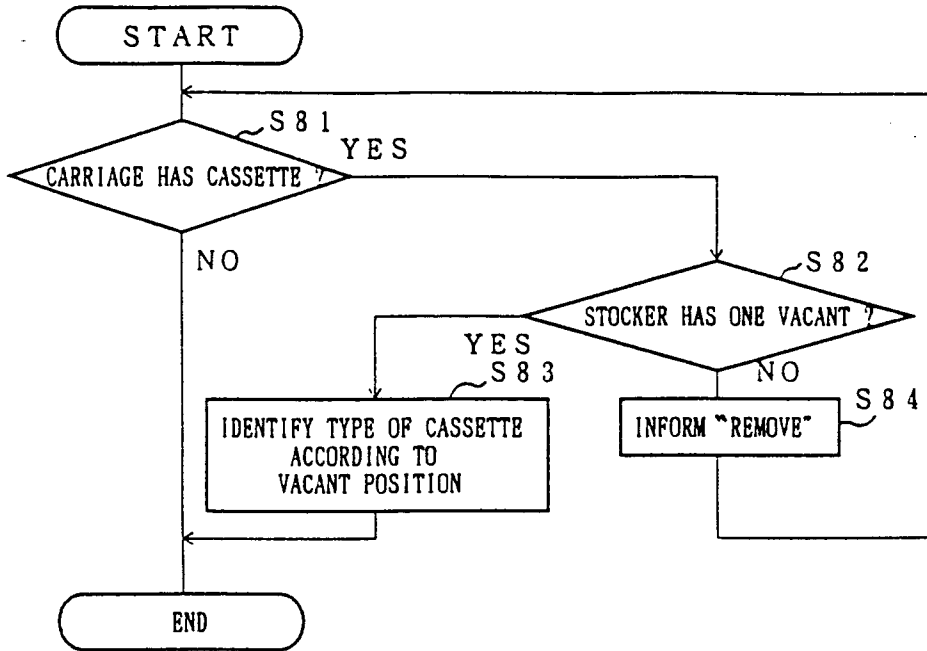 START
S81
YES
CARRIAGE HAS CASSETTE ?
NO
S82
STOCKER HAS ONE VACANT ?
YES
NO
S83
S84
IDENTIFY TYPE OF CASSETTE
ACCORDING TO
VACANT POSITION
INFORM "REMOVE"
END